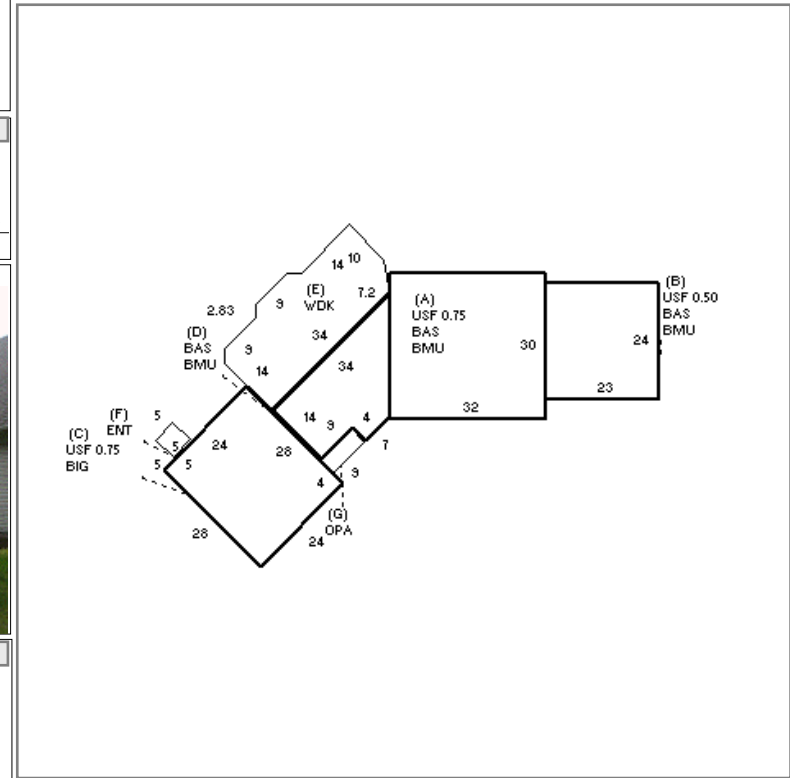 14 10
(E)
WDK
9
7.2
2.83
34
(D)
BAS
BMU
9
14
34
(A)
USF 0.75
BAS
BMU
30
32
(B)
USF 0.50
BAS
BMU
24
23
(F)
ENT
5
5
(C)
USF 0.75
BIG
5
5
24
28
14
9
4
7
4
9
(G)
OPA
28
24